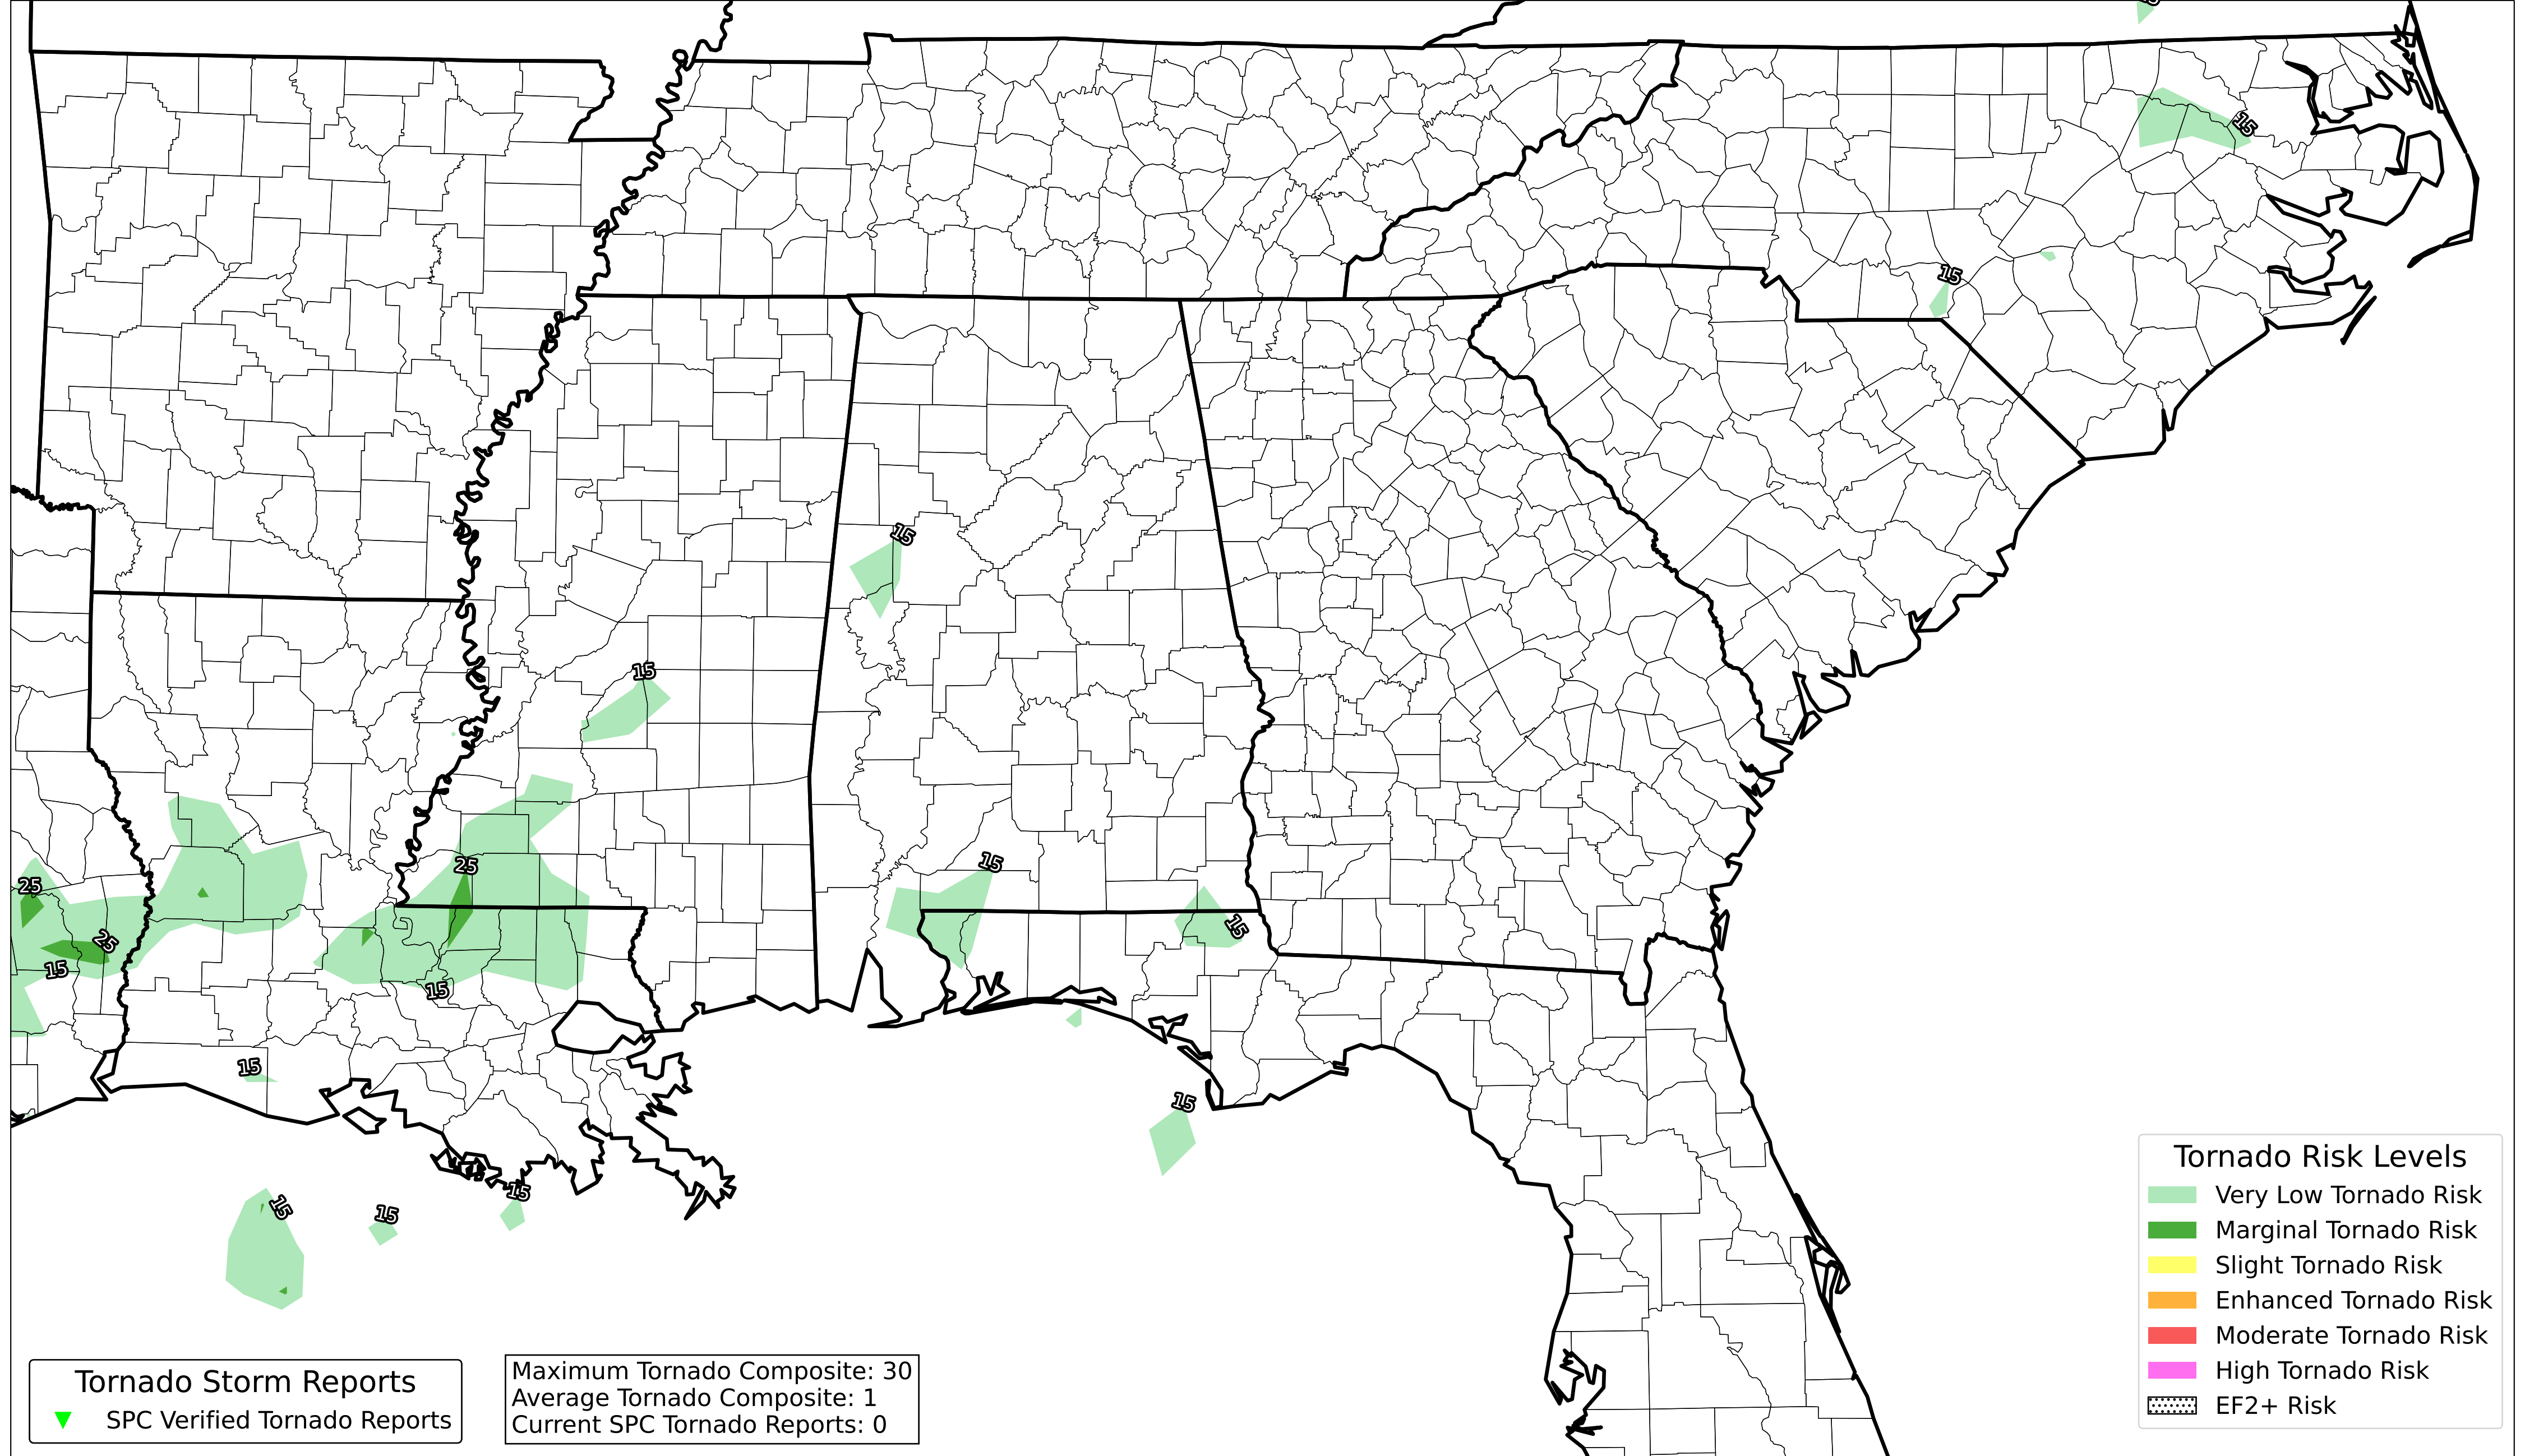 15
15
15
15
15
25
15
25
25
15
15
15
15
15
15
15
15
Tornado Risk Levels
Very Low Tornado Risk
Marginal Tornado Risk
Slight Tornado Risk
Enhanced Tornado Risk
Moderate Tornado Risk
High Tornado Risk
EF2+ Risk
Tornado Storm Reports
SPC Verified Tornado Reports
Maximum Tornado Composite: 30
Average Tornado Composite: 1
Current SPC Tornado Reports: 0